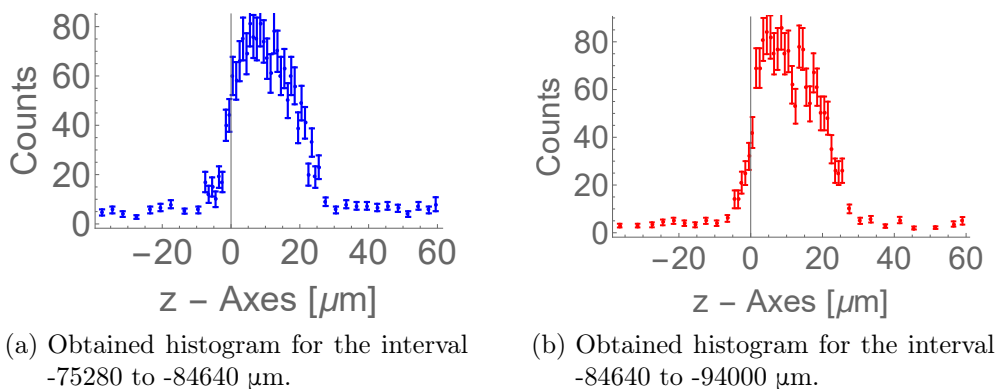 80
60
40
20
0
Counts
−20
0
20
40
60
z − Axes [μm]
80
60
40
20
0
Counts
−20
0
20
40
60
z − Axes [μm]
(a) Obtained histogram for the interval
-75280 to -84640 μm.
(b) Obtained histogram for the interval
-84640 to -94000 μm.